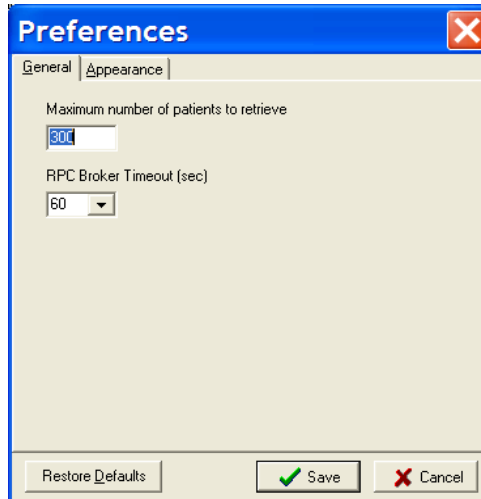 Preferences
General Appearance
Maximum number of patients to retrieve
300
RPC Broker Timeout (sec)
60
Restore Defaults Save Cancel